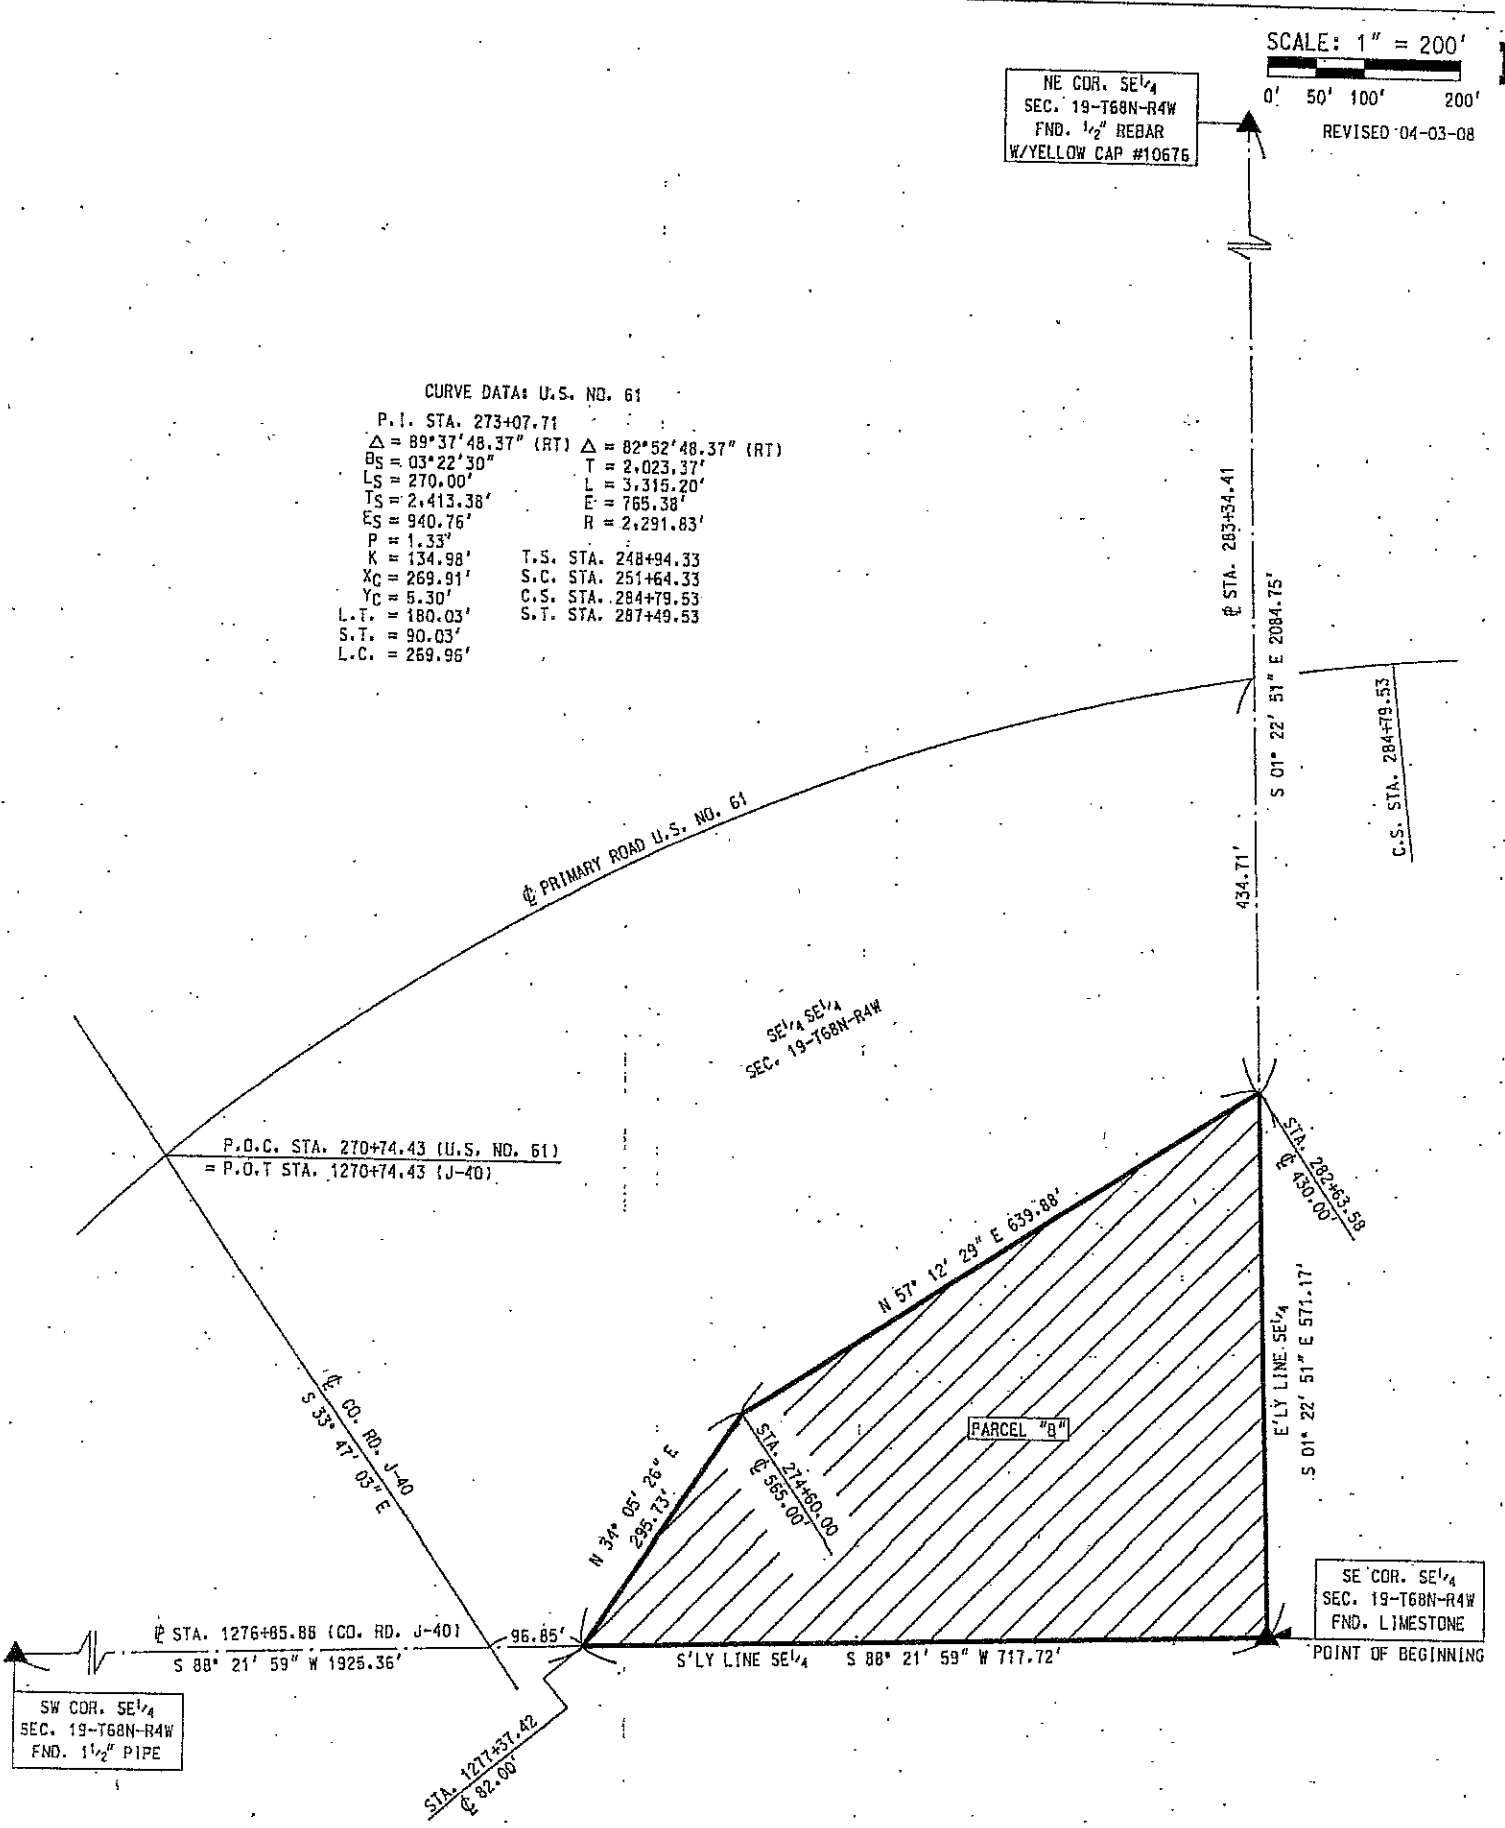 SCALE: 1" = 200'
0' 50' 100' 200'
REVISED 04-03-08
NE COR. SE1/4
SEC. 19-T68N-R4W
FND. 1/2" REBAR
W/YELLOW CAP #10676
CURVE DATA: U.S. NO. 61
P.I. STA. 273+07.71
△ = 89°37'48.37" (RT) △ = 82°52'48.37" (RT)
θS = 03°22'30" T = 2,023.37'
LS = 270.00' L = 3,315.20'
TS = 2,413.38' E = 765.38'
ES = 940.76' R = 2,291.83'
P = 1.33'
K = 134.98' T.S. STA. 248+94.33
XC = 269.91' S.C. STA. 251+64.33
YC = 5.30' C.S. STA. 284+79.53
L.T. = 180.03' S.T. STA. 287+49.53
S.T. = 90.03'
L.C. = 269.96'
℄ STA. 283+34.41
S 01° 22' 51" E 2084.75'
C.S. STA. 284+79.53
434.71'
℄ PRIMARY ROAD U.S. NO. 61
SE1/4 SE1/4
SEC. 19-T68N-R4W
P.O.C. STA. 270+74.43 (U.S. NO. 61)
= P.O.T STA. 1270+74.43 (J-40)
STA. 282+63.58
℄ 430.00'
N 57° 12' 29" E 639.88'
E'LY LINE SE1/4
S 01° 22' 51" E 571.17'
℄ CO. RD. J-40
S 33° 47' 03" E
PARCEL "B"
STA. 274+60.00
℄ 565.00'
N 34° 05' 26" E
295.73'
SE COR. SE1/4
SEC. 19-T68N-R4W
FND. LIMESTONE
POINT OF BEGINNING
℄ STA. 1276+85.88 (CO. RD. J-40)
96.85'
S 88° 21' 59" W 1925.36'
S'LY LINE SE1/4 S 88° 21' 59" W 717.72'
SW COR. SE1/4
SEC. 19-T68N-R4W
FND. 1 1/2" PIPE
STA. 1277+37.42
℄ 82.00'